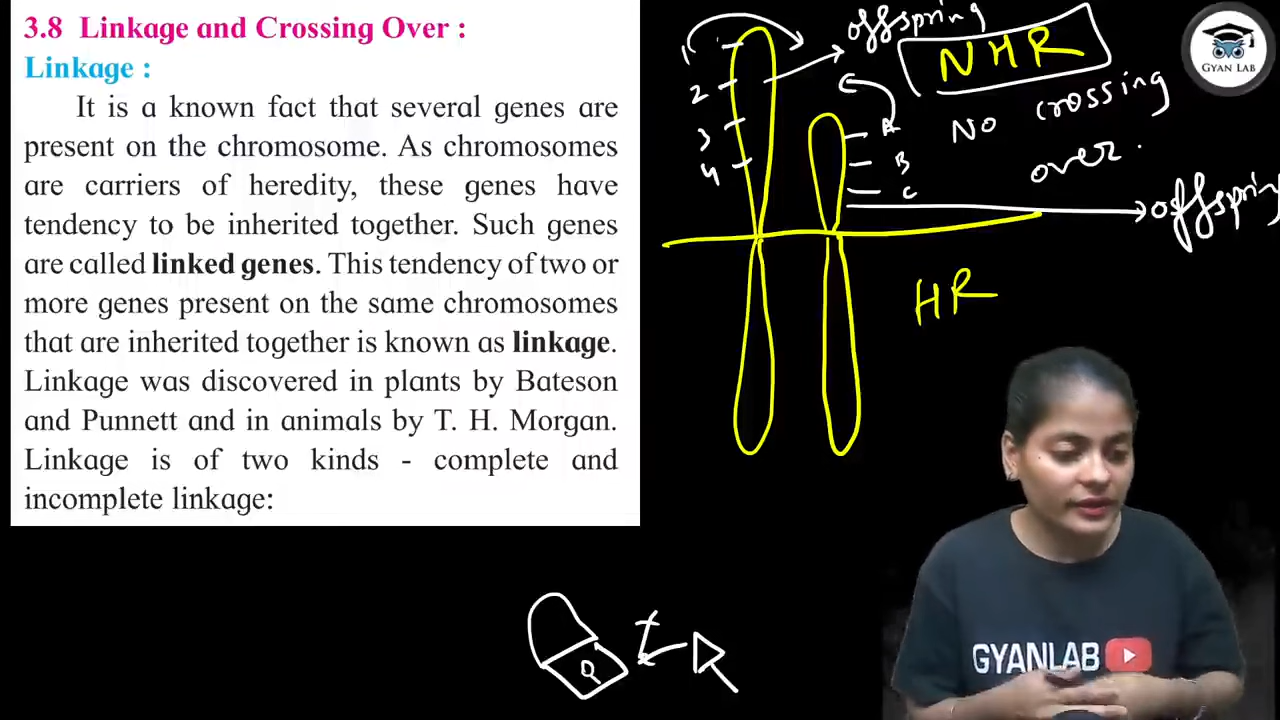 3.8 Linkage and Crossing Over :
Linkage :
It is a known fact that several genes are
present on the chromosome. As chromosomes
are carriers of heredity, these genes have
tendency to be inherited together. Such genes
are called linked genes. This tendency of two or
more genes present on the same chromosomes
that are inherited together is known as linkage.
Linkage was discovered in plants by Bateson
and Punnett and in animals by T. H. Morgan.
Linkage is of two kinds - complete and
incomplete linkage:
offspring
NHR
No crossing
over.
1
2
3
4
A
B
C
offspring
HR
GYAN LAB
GYANLAB